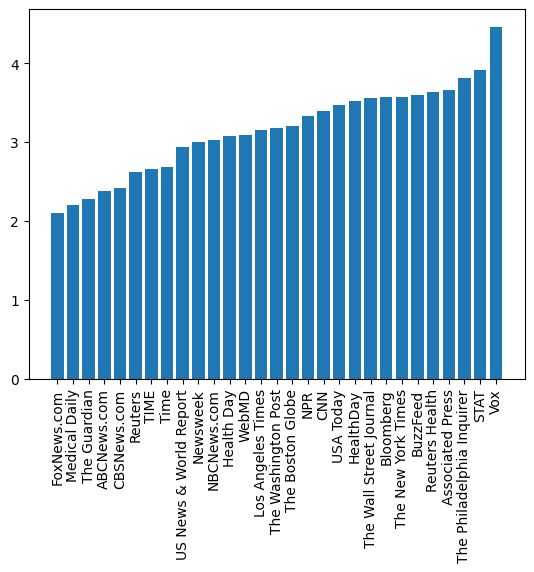 4
3
2
1
0
FoxNews.com
Medical Daily
The Guardian
ABCNews.com
CBSNews.com
Reuters
TIME
Time
US News & World Report
Newsweek
NBCNews.com
Health Day
WebMD
Los Angeles Times
The Washington Post
The Boston Globe
NPR
CNN
USA Today
HealthDay
The Wall Street Journal
Bloomberg
The New York Times
BuzzFeed
Reuters Health
Associated Press
The Philadelphia Inquirer
STAT
Vox